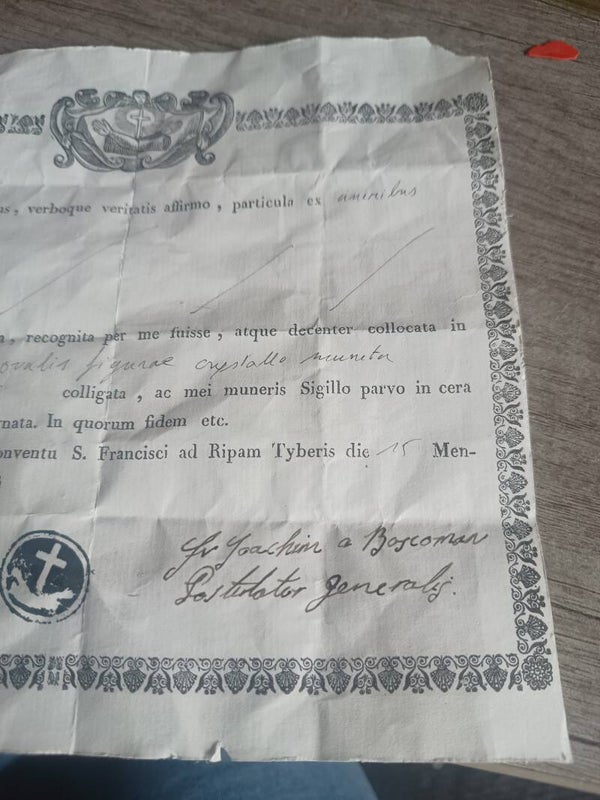 us, verboque veritatis affirmo, particula ex cineribus
, recognita per me fuisse, atque decenter collocata in
ovalis figurae crystallo munita
colligata, ac mei muneris Sigillo parvo in cera
nata. In quorum fidem etc.
onventu S. Francisci ad Ripam Tyberis die 15 Men-
Fr Joachim a Boscomar
Postulator generalis.